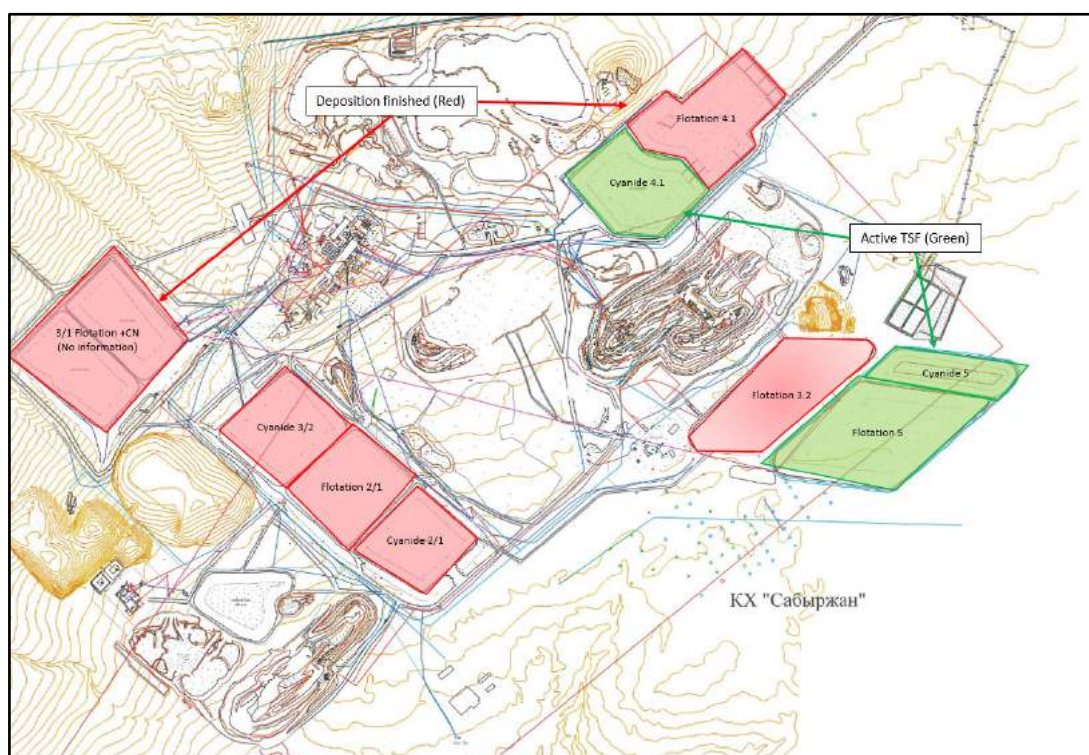 Deposition finished (Red)
Flotation 4.1
Cyanide 4.1
Active TSF (Green)
3/1 Flotation +CN
(No information)
Cyanide 5
Flotation 3.2
Flotation 5
Cyanide 3/2
Flotation 2/1
Cyanide 2/1
КХ "Сабыржан"